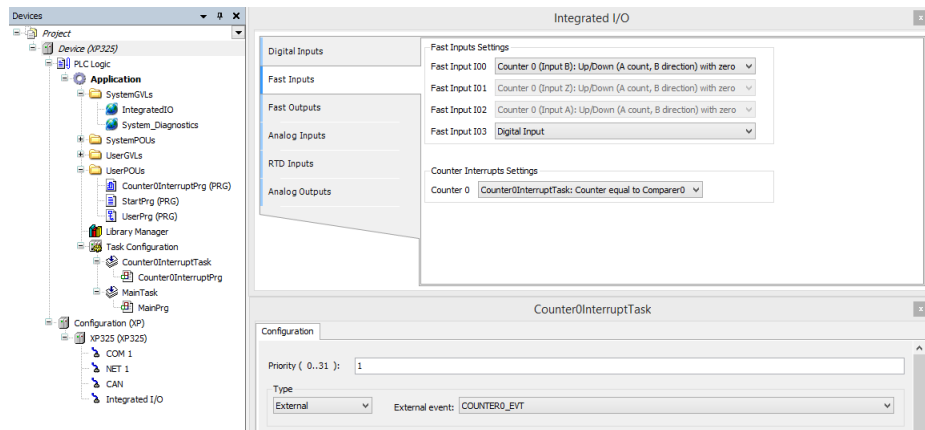 Devices
Project
Device (XP325)
PLC Logic
Application
SystemGVLs
IntegratedIO
System_Diagnostics
SystemPOUs
UserGVLs
UserPOUs
Counter0InterruptPrg (PRG)
StartPrg (PRG)
UserPrg (PRG)
Library Manager
Task Configuration
Counter0InterruptTask
Counter0InterruptPrg
MainTask
MainPrg
Configuration (XP)
XP325 (XP325)
COM 1
NET 1
CAN
Integrated I/O
Integrated I/O
Digital Inputs
Fast Inputs
Fast Outputs
Analog Inputs
RTD Inputs
Analog Outputs
Fast Inputs Settings
Fast Input I00 Counter 0 (Input B): Up/Down (A count, B direction) with zero
Fast Input I01 Counter 0 (Input Z): Up/Down (A count, B direction) with zero
Fast Input I02 Counter 0 (Input A): Up/Down (A count, B direction) with zero
Fast Input I03 Digital Input
Counter Interrupts Settings
Counter 0 Counter0InterruptTask: Counter equal to Comparer0
Counter0InterruptTask
Configuration
Priority ( 0..31 ): 1
Type
External External event: COUNTER0_EVT